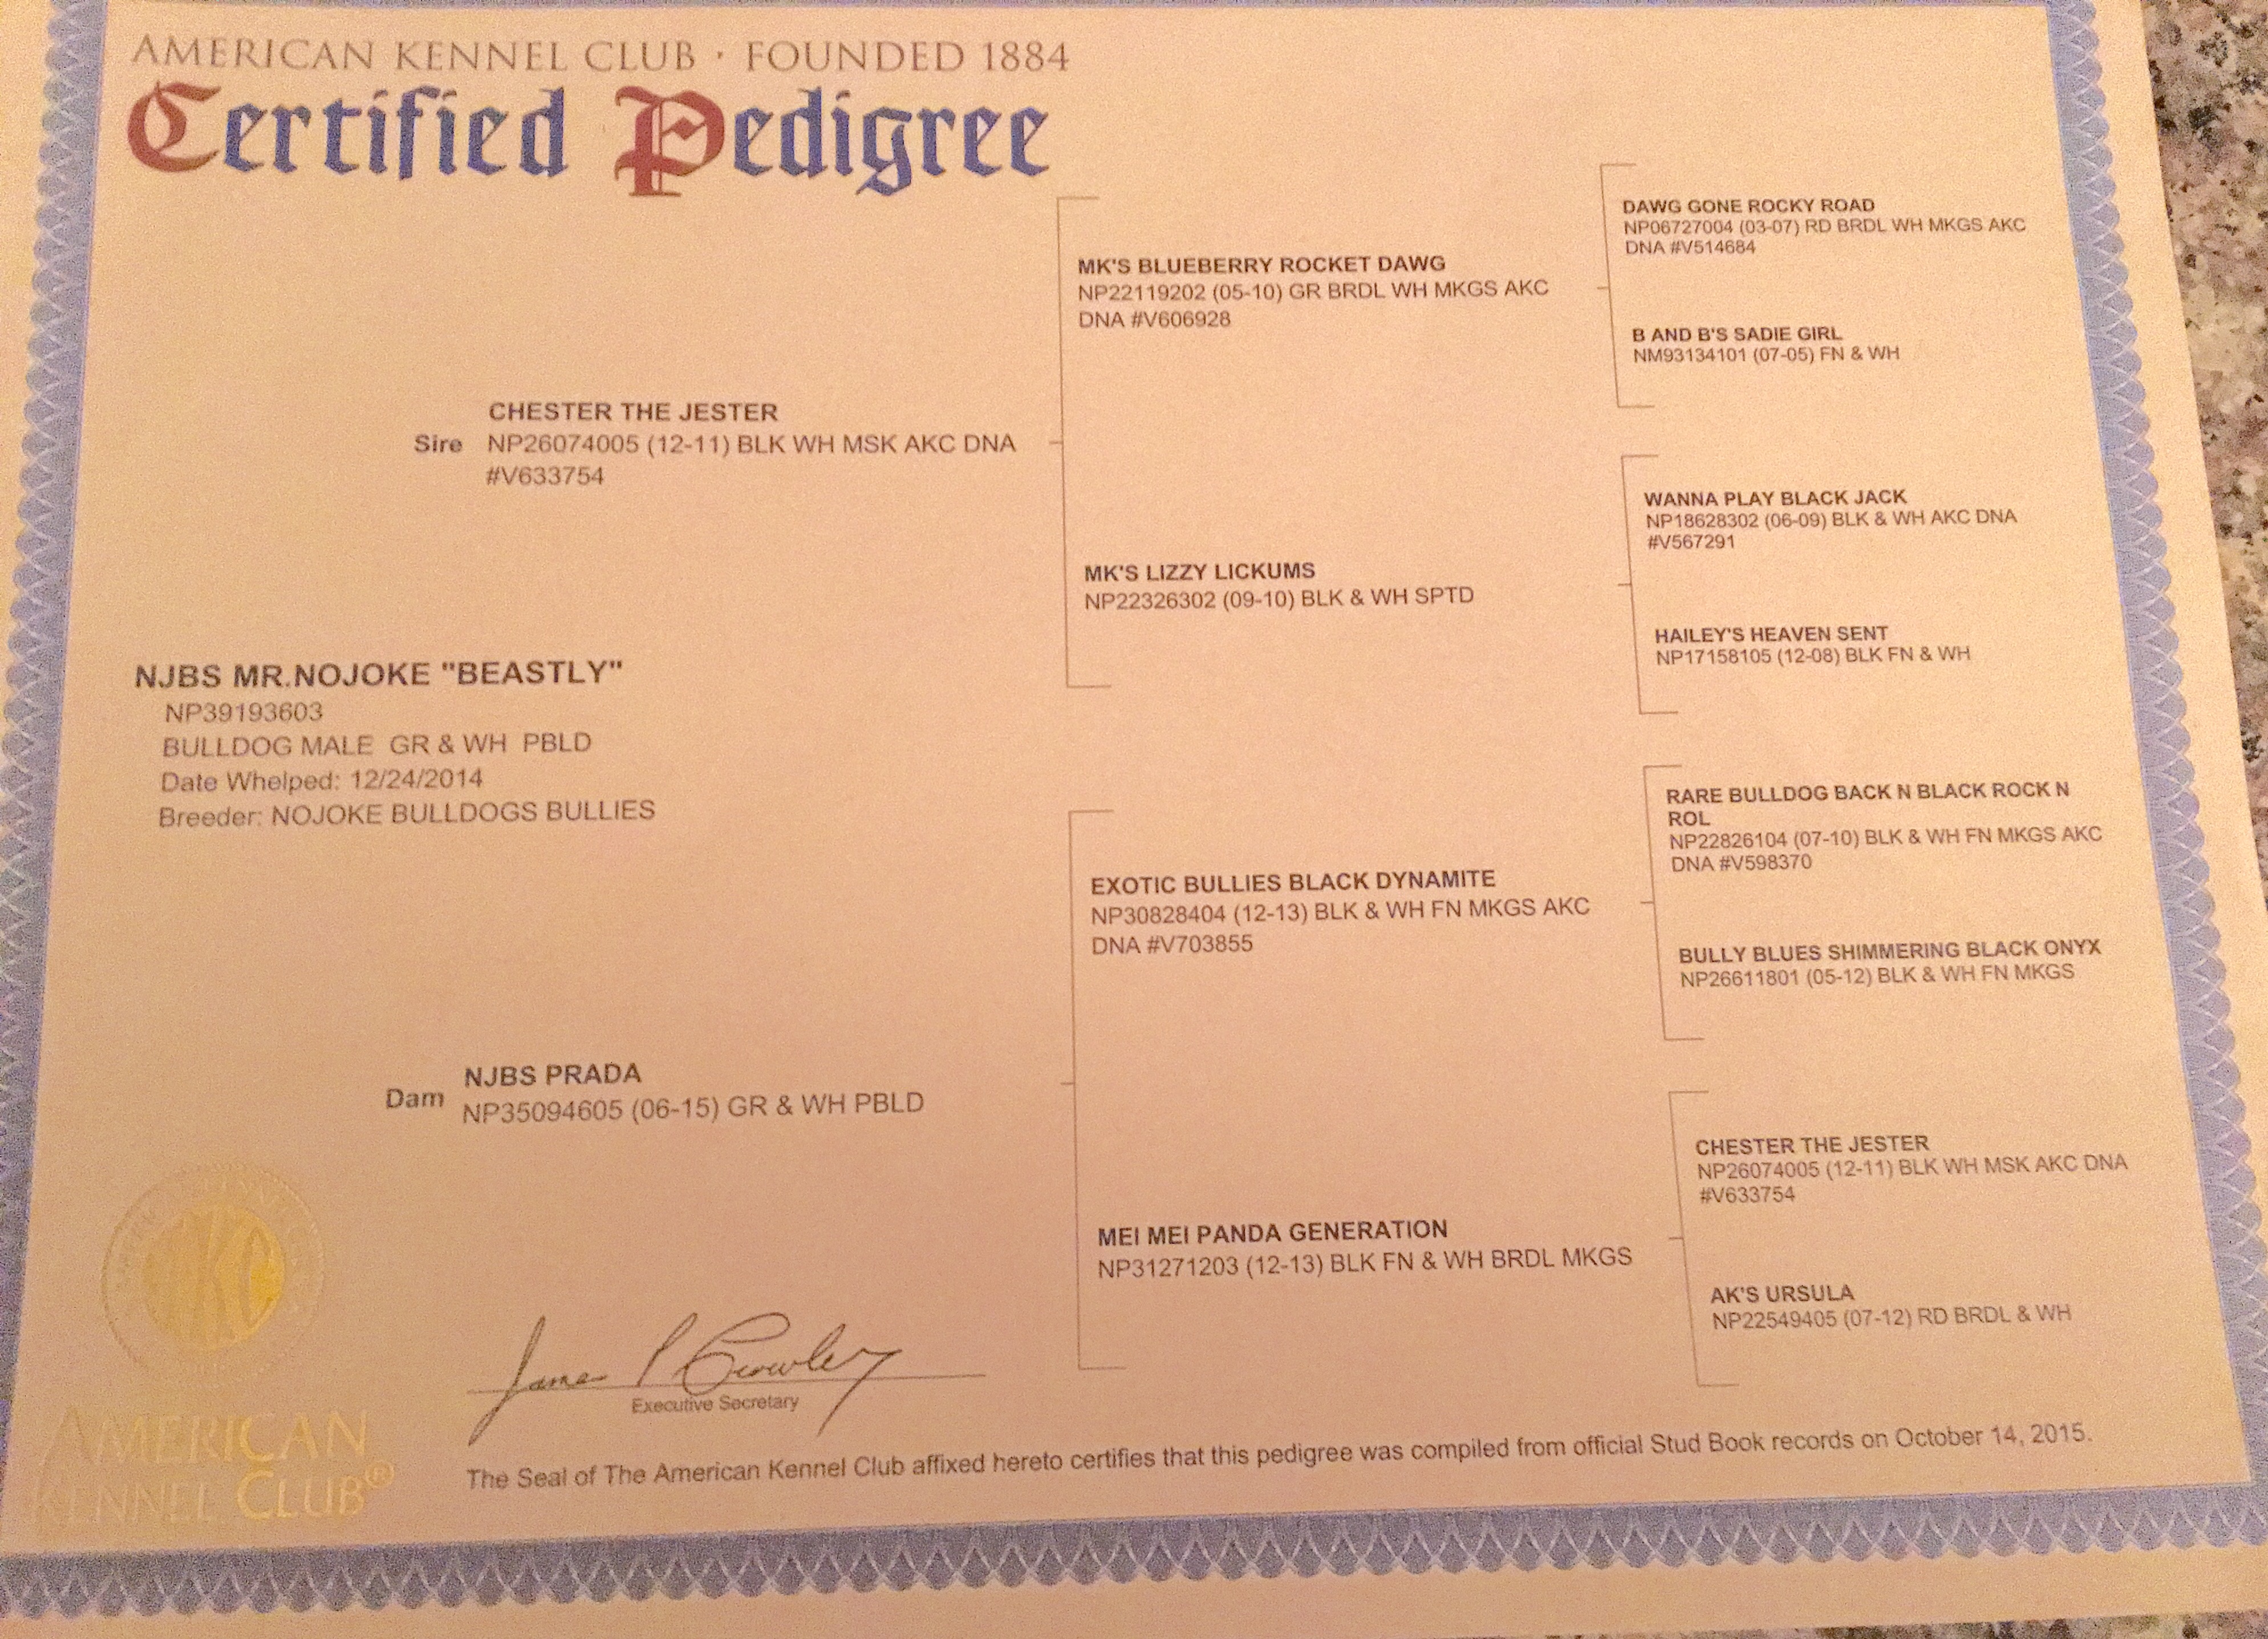 AMERICAN KENNEL CLUB · FOUNDED 1884
Certified Pedigree
DAWG GONE ROCKY ROAD
NP06727004 (03-07) RD BRDL WH MKGS AKC
DNA #V514684
MK'S BLUEBERRY ROCKET DAWG
NP22119202 (05-10) GR BRDL WH MKGS AKC
DNA #V606928
B AND B'S SADIE GIRL
NM93134101 (07-05) FN & WH
CHESTER THE JESTER
Sire NP26074005 (12-11) BLK WH MSK AKC DNA
#V633754
WANNA PLAY BLACK JACK
NP18628302 (06-09) BLK & WH AKC DNA
#V567291
MK'S LIZZY LICKUMS
NP22326302 (09-10) BLK & WH SPTD
HAILEY'S HEAVEN SENT
NP17158105 (12-08) BLK FN & WH
NJBS MR.NOJOKE "BEASTLY"
NP39193603
BULLDOG MALE GR & WH PBLD
Date Whelped: 12/24/2014
Breeder: NOJOKE BULLDOGS BULLIES
RARE BULLDOG BACK N BLACK ROCK N
ROL
NP22826104 (07-10) BLK & WH FN MKGS AKC
DNA #V598370
EXOTIC BULLIES BLACK DYNAMITE
NP30828404 (12-13) BLK & WH FN MKGS AKC
DNA #V703855
BULLY BLUES SHIMMERING BLACK ONYX
NP26611801 (05-12) BLK & WH FN MKGS
NJBS PRADA
Dam NP35094605 (06-15) GR & WH PBLD
CHESTER THE JESTER
NP26074005 (12-11) BLK WH MSK AKC DNA
#V633754
MEI MEI PANDA GENERATION
NP31271203 (12-13) BLK FN & WH BRDL MKGS
AK'S URSULA
NP22549405 (07-12) RD BRDL & WH
AKC
James P Crowley
Executive Secretary
AMERICAN
KENNEL CLUB®
The Seal of The American Kennel Club affixed hereto certifies that this pedigree was compiled from official Stud Book records on October 14, 2015.